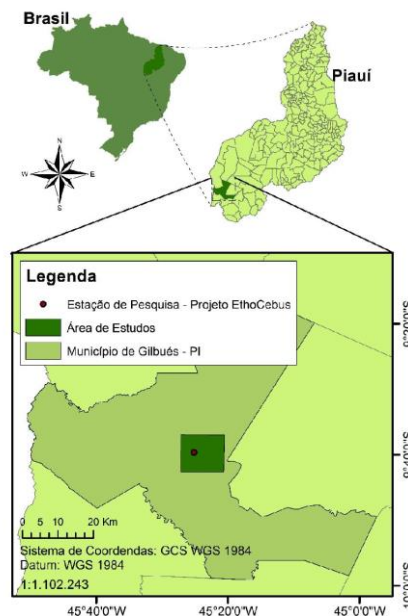 Brasil
Piauí
N
W
E
S
Legenda
Estação de Pesquisa - Projeto EthoCebus
Área de Estudos
Município de Gilbués - PI
0 5 10 20 Km
Sistema de Coordendas: GCS WGS 1984
Datum: WGS 1984
1:1.102.243
45°40'0"W
45°20'0"W
45°0'0"W